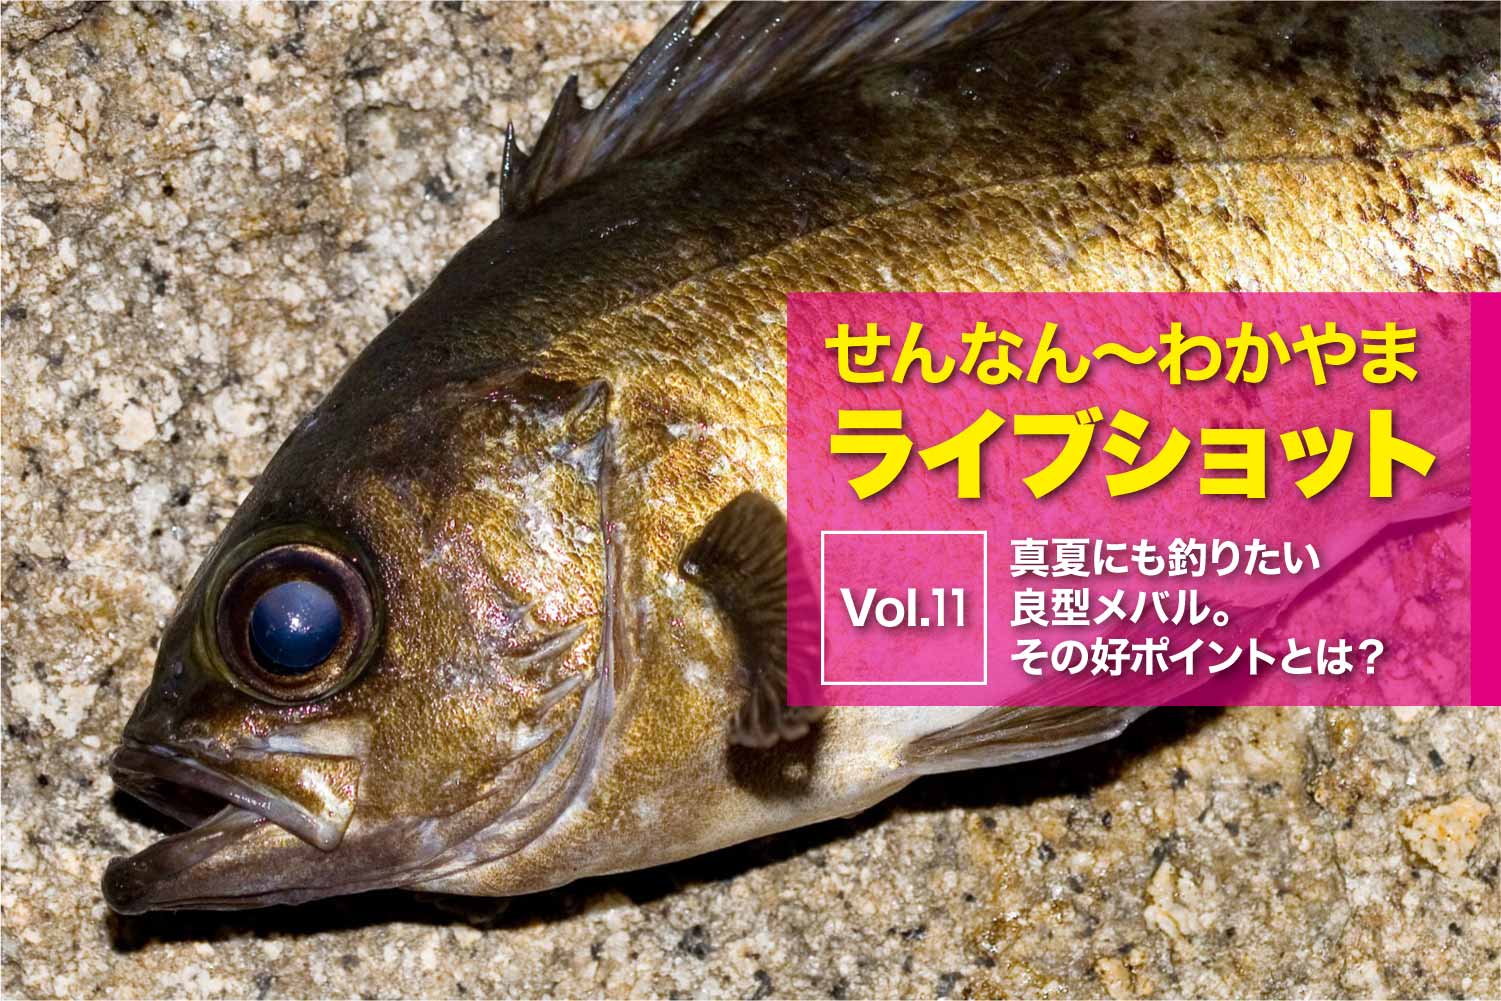 せんなん～わかやま
ライブショット
Vol.11
真夏にも釣りたい
良型メバル。
その好ポイントとは？